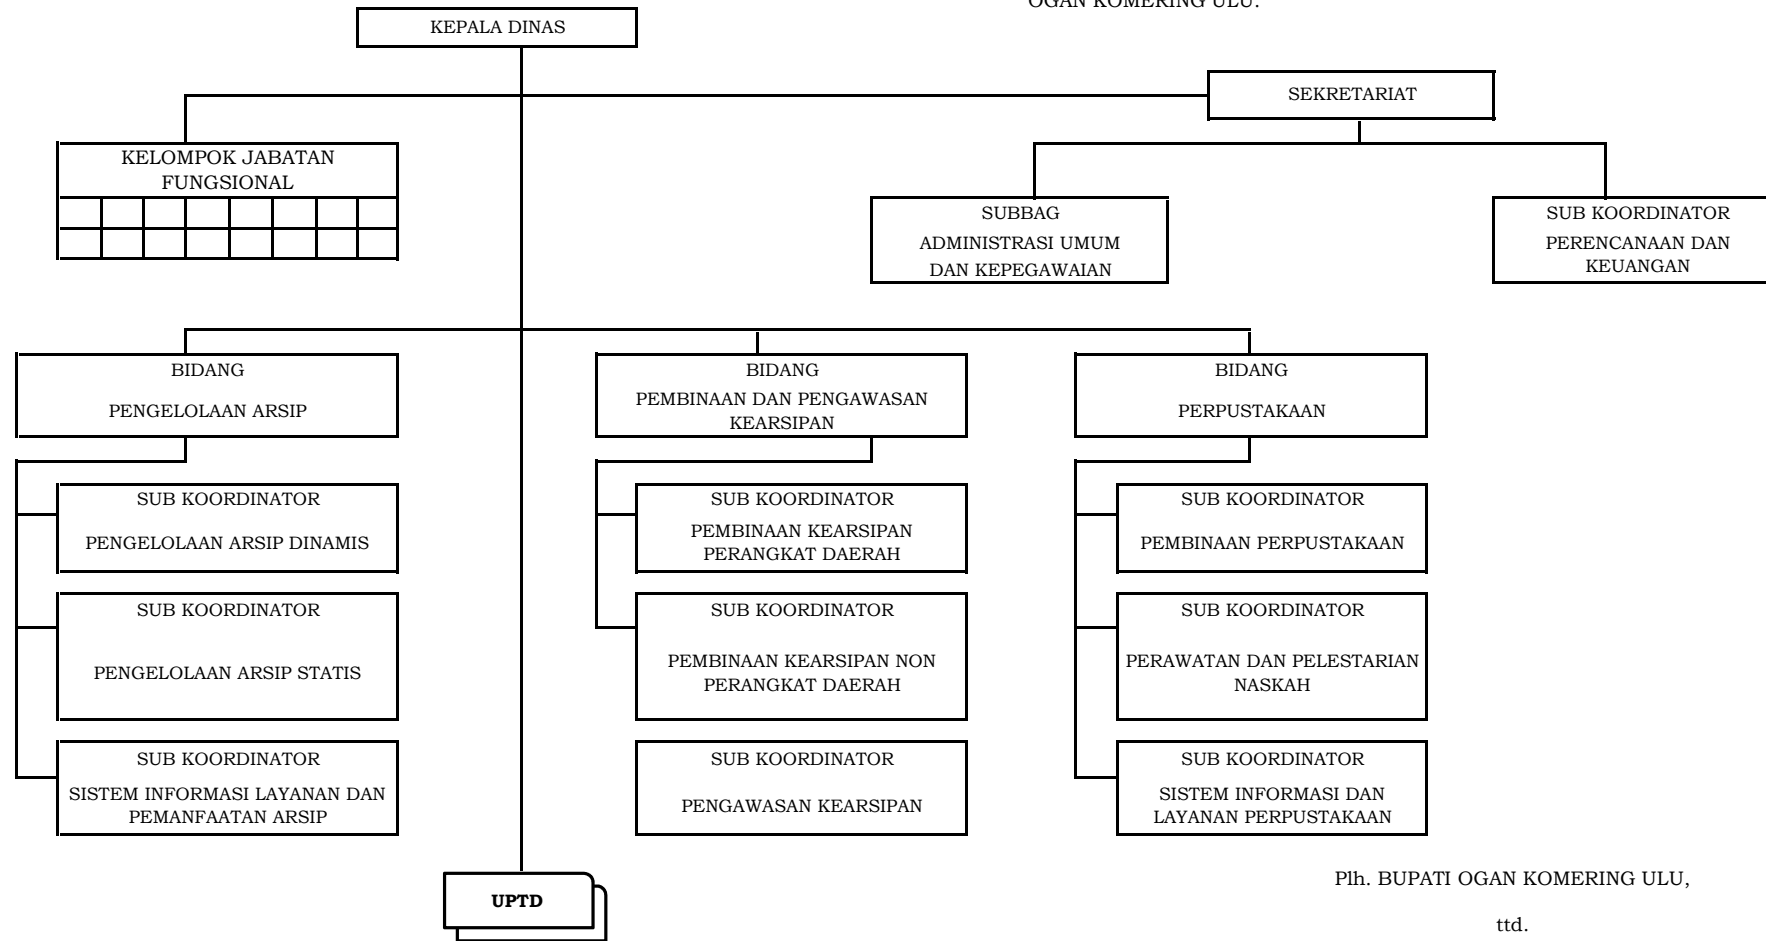 OGAN KOMERING ULU.
KEPALA DINAS
SEKRETARIAT
KELOMPOK JABATAN
FUNGSIONAL
SUBBAG
ADMINISTRASI UMUM
DAN KEPEGAWAIAN
SUB KOORDINATOR
PERENCANAAN DAN
KEUANGAN
BIDANG
PENGELOLAAN ARSIP
BIDANG
PEMBINAAN DAN PENGAWASAN
KEARSIPAN
BIDANG
PERPUSTAKAAN
SUB KOORDINATOR
PENGELOLAAN ARSIP DINAMIS
SUB KOORDINATOR
PEMBINAAN KEARSIPAN
PERANGKAT DAERAH
SUB KOORDINATOR
PEMBINAAN PERPUSTAKAAN
SUB KOORDINATOR
PENGELOLAAN ARSIP STATIS
SUB KOORDINATOR
PEMBINAAN KEARSIPAN NON
PERANGKAT DAERAH
SUB KOORDINATOR
PERAWATAN DAN PELESTARIAN
NASKAH
SUB KOORDINATOR
SISTEM INFORMASI LAYANAN DAN
PEMANFAATAN ARSIP
SUB KOORDINATOR
PENGAWASAN KEARSIPAN
SUB KOORDINATOR
SISTEM INFORMASI DAN
LAYANAN PERPUSTAKAAN
UPTD
Plh. BUPATI OGAN KOMERING ULU,
ttd.